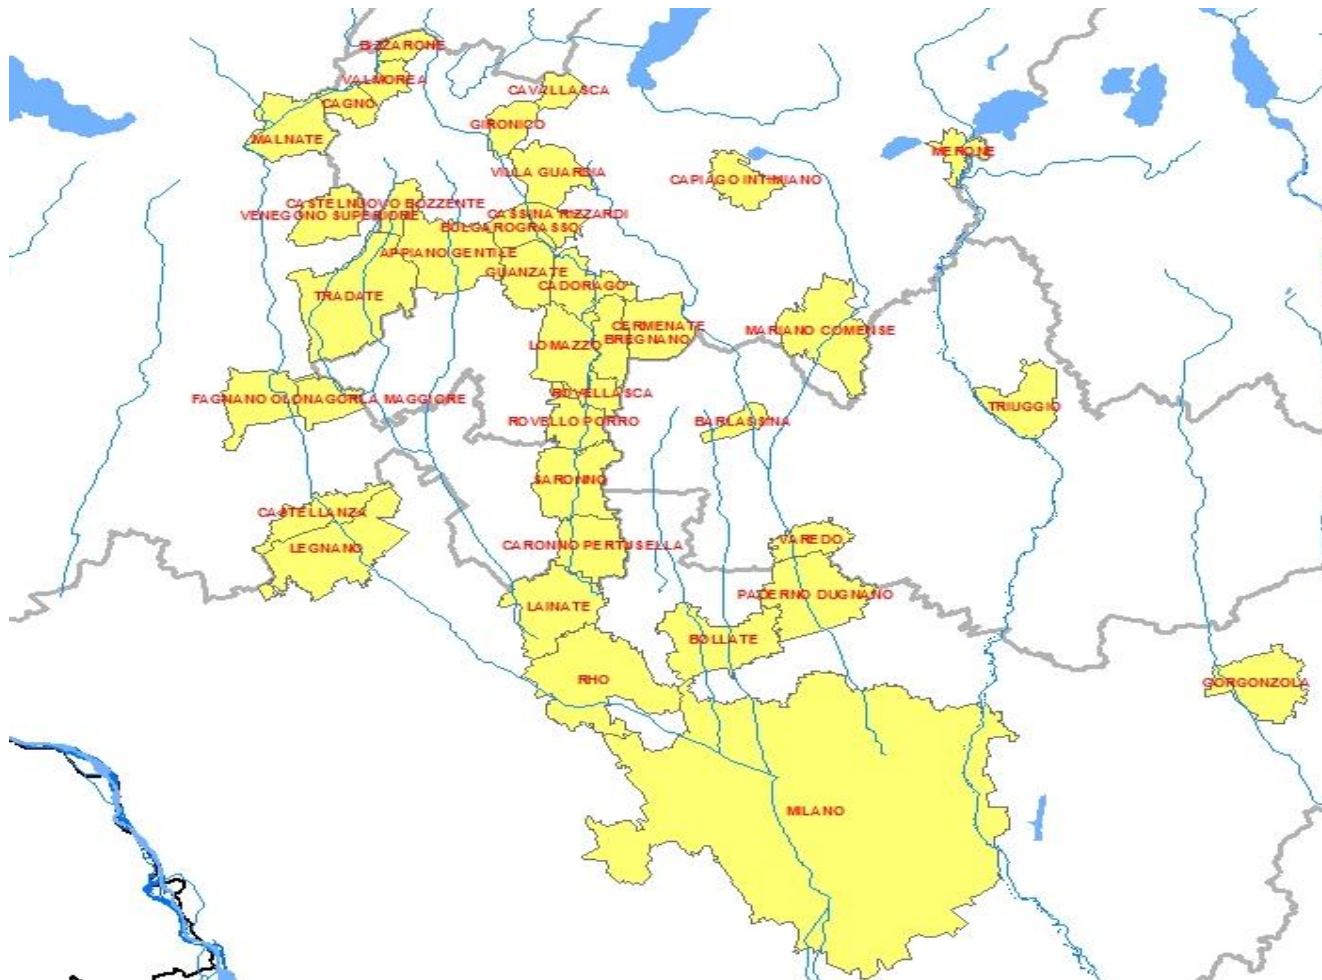 BIZZARONE
VALMOREA
CAVALLASCA
CAGNO
GIRONICO
MALNATE
MERONE
VILLA GUARDIA
CAPIAGO INTIMIANO
CASTELNUOVO BOZZENTE
VENEGONO SUPERIORE
CASSINA RIZZARDI
BULGAROGRASSO
APPIANO GENTILE
GUANZATE
CADORAGO
TRADATE
CERMENATE
MARIANO COMENSE
BREGNANO
LOMAZZO
ROVELLASCA
FAGNANO OLONA
GORLA MAGGIORE
TRIUGGIO
ROVELLO PORRO
BARLASSINA
SARONNO
CASTELLANZA
VAREDO
CARONNO PERTUSELLA
LEGNANO
PADERNO DUGNANO
LAINATE
BOLLATE
RHO
GORGONZOLA
MILANO